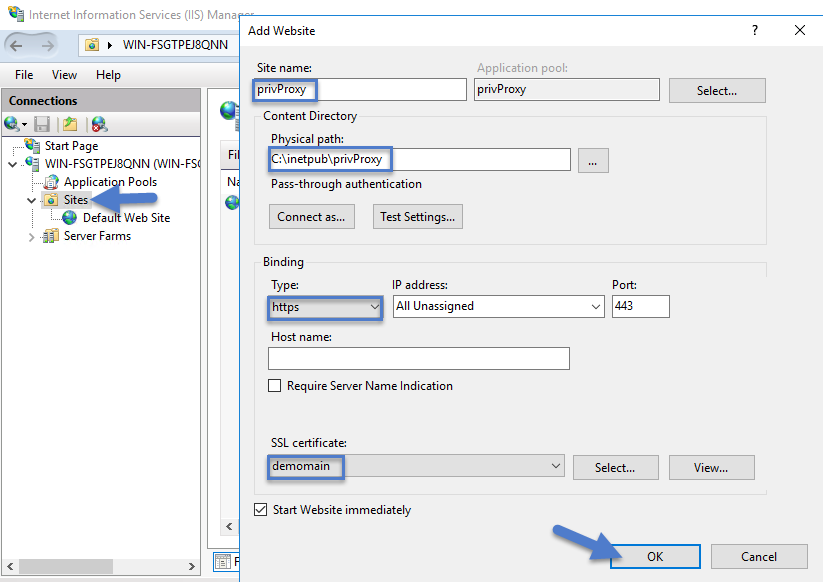 Internet Information Services (IIS) Manager
WIN-FSGTPEJ8QNN
File View Help
Connections
Start Page
WIN-FSGTPEJ8QNN (WIN-FSG
Application Pools
Sites
Default Web Site
Server Farms
Add Website
?
Site name:
Application pool:
privProxy
privProxy
Select...
Content Directory
Physical path:
C:\inetpub\privProxy
...
Pass-through authentication
Connect as...
Test Settings...
Binding
Type:
IP address:
Port:
https
All Unassigned
443
Host name:
Require Server Name Indication
SSL certificate:
demomain
Select...
View...
Start Website immediately
OK
Cancel